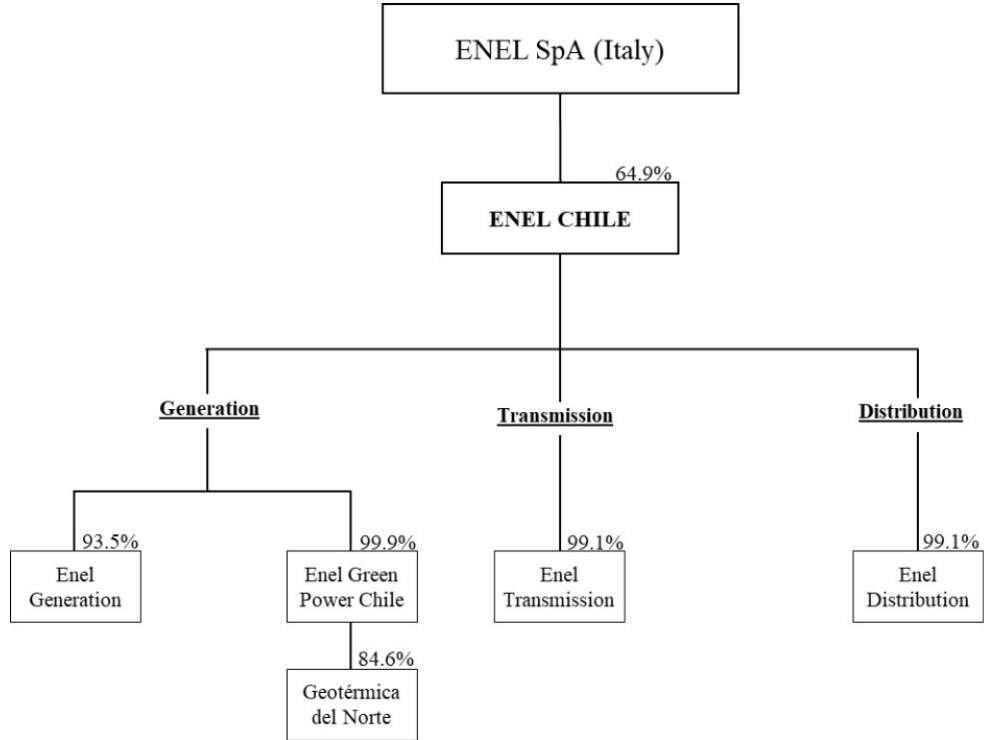 ENEL SpA (Italy)
64.9%
ENEL CHILE
Generation
Transmission
Distribution
93.5%
Enel
Generation
99.9%
Enel Green
Power Chile
99.1%
Enel
Transmission
99.1%
Enel
Distribution
84.6%
Geotérmica
del Norte